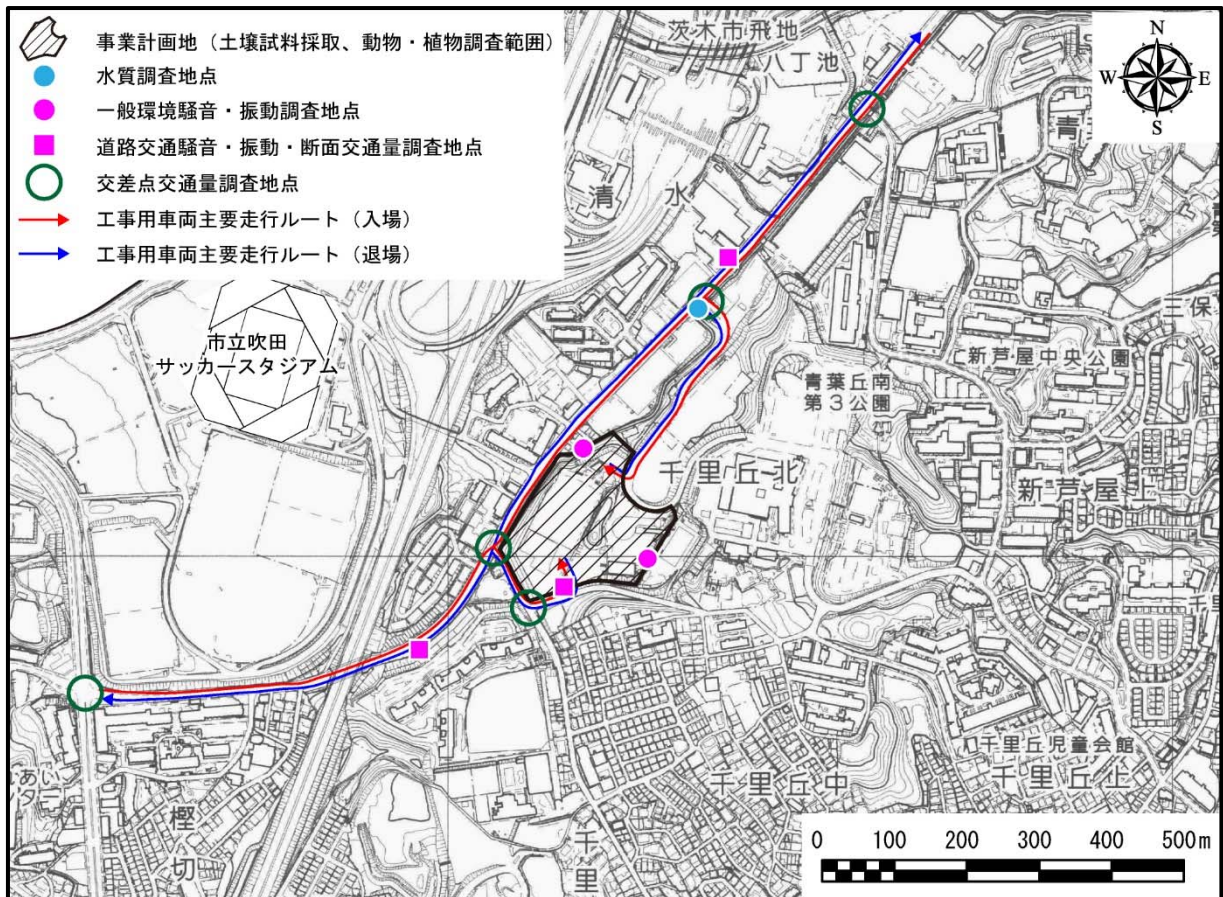 事業計画地（土壌試料採取、動物・植物調査範囲）
水質調査地点
一般環境騒音・振動調査地点
道路交通騒音・振動・断面交通量調査地点
交差点交通量調査地点
工事用車両主要走行ルート（入場）
工事用車両主要走行ルート（退場）
茨木市飛地
八丁池
N
W E
S
青
清水
三保
市立吹田
サッカースタジアム
新芦屋中央公園
青葉丘南
第３公園
千里丘北
新芦屋上
千里丘児童会館
千里丘上
千里丘中
あい
樫切
千里
0 100 200 300 400 500m